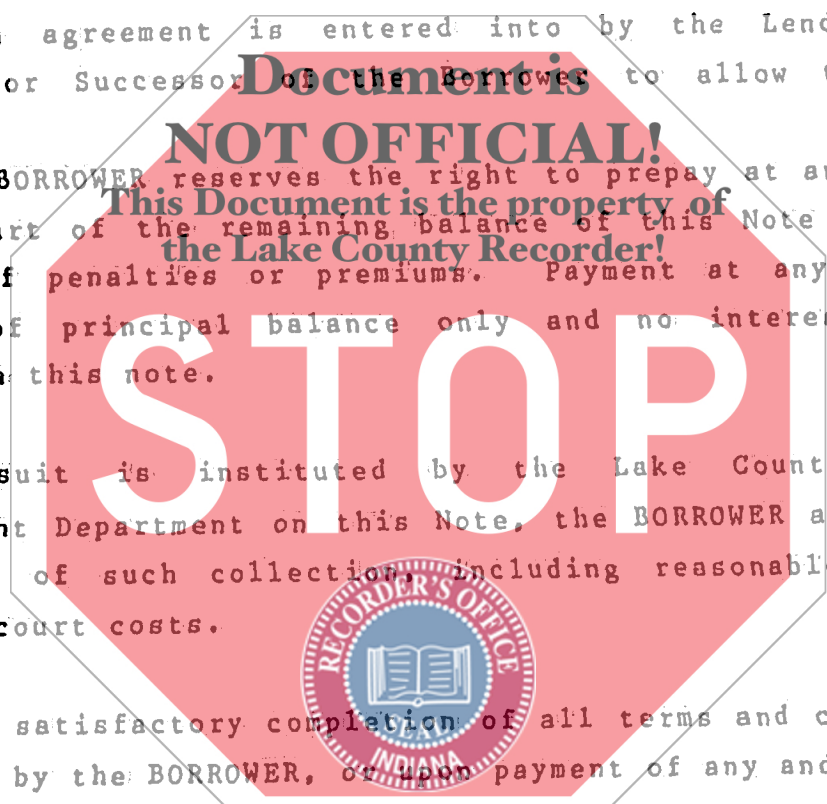 agreement is entered into by the Lend
or Successor of the Borrower to allow
Document is
NOT OFFICIAL!
BORROWER reserves the right to prepay at
This Document is the property of
of the remaining balance of this Note
the Lake County Recorder!
penalties or premiums. Payment at any
of principal balance only and no interes
this note.
STOP
suit is instituted by the Lake Count
Department on this Note, the BORROWER
of such collection, including reasonabl
court costs.
RECORDER'S OFFICE
SEAL
INDIANA
satisfactory completion of all terms and
by the BORROWER, or upon payment of any and